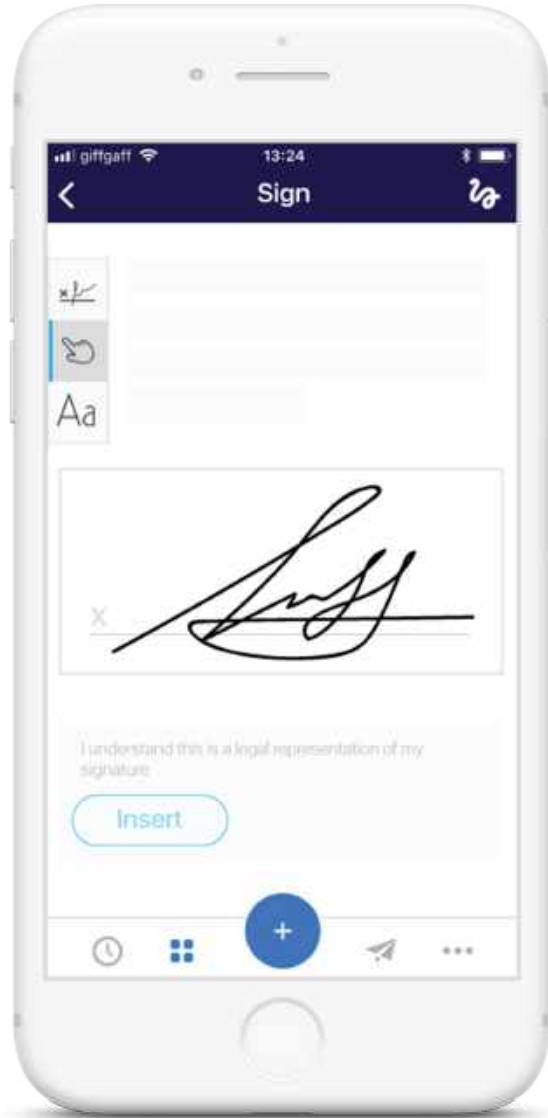 giffgaff 13:24
Sign
Aa
X
I understand this is a legal representation of my
signature
Insert